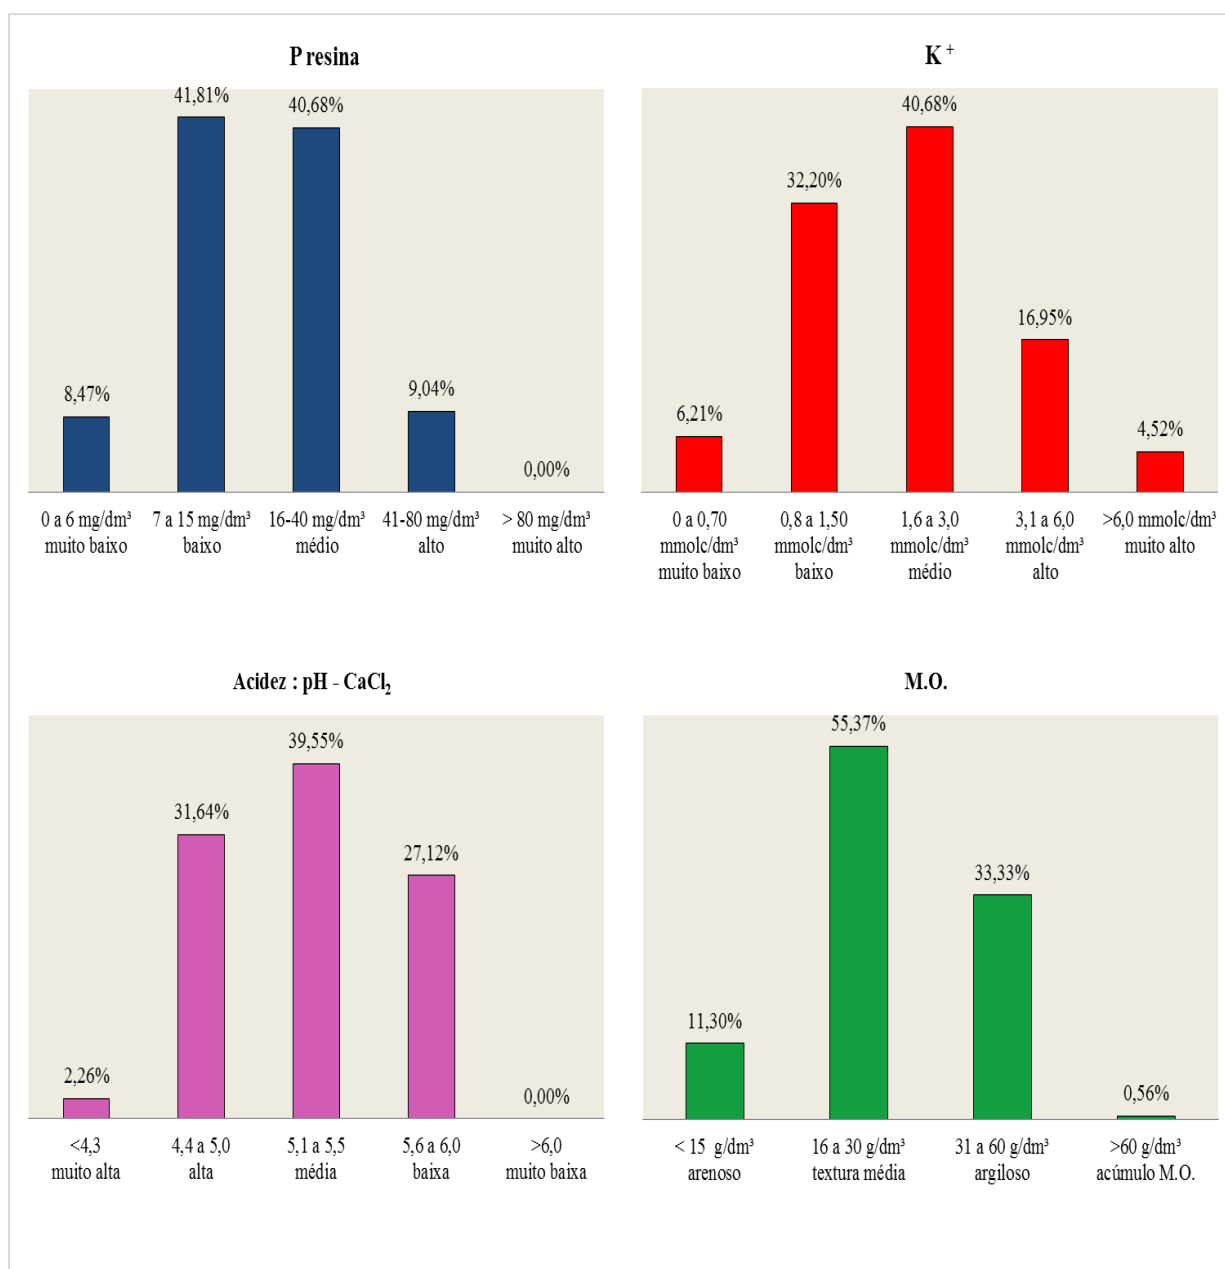 P resina
41,81%
40,68%
8,47%
9,04%
0,00%
0 a 6 mg/dm³
muito baixo
7 a 15 mg/dm³
baixo
16-40 mg/dm³
médio
41-80 mg/dm³
alto
> 80 mg/dm³
muito alto
K⁺
40,68%
32,20%
16,95%
6,21%
4,52%
0 a 0,70
mmolc/dm³
muito baixo
0,8 a 1,50
mmolc/dm³
baixo
1,6 a 3,0
mmolc/dm³
médio
3,1 a 6,0
mmolc/dm³
alto
>6,0 mmolc/dm³
muito alto
Acidez : pH - CaCl₂
39,55%
31,64%
27,12%
2,26%
0,00%
<4,3
muito alta
4,4 a 5,0
alta
5,1 a 5,5
média
5,6 a 6,0
baixa
>6,0
muito baixa
M.O.
55,37%
33,33%
11,30%
0,56%
< 15 g/dm³
arenoso
16 a 30 g/dm³
textura média
31 a 60 g/dm³
argiloso
>60 g/dm³
acúmulo M.O.